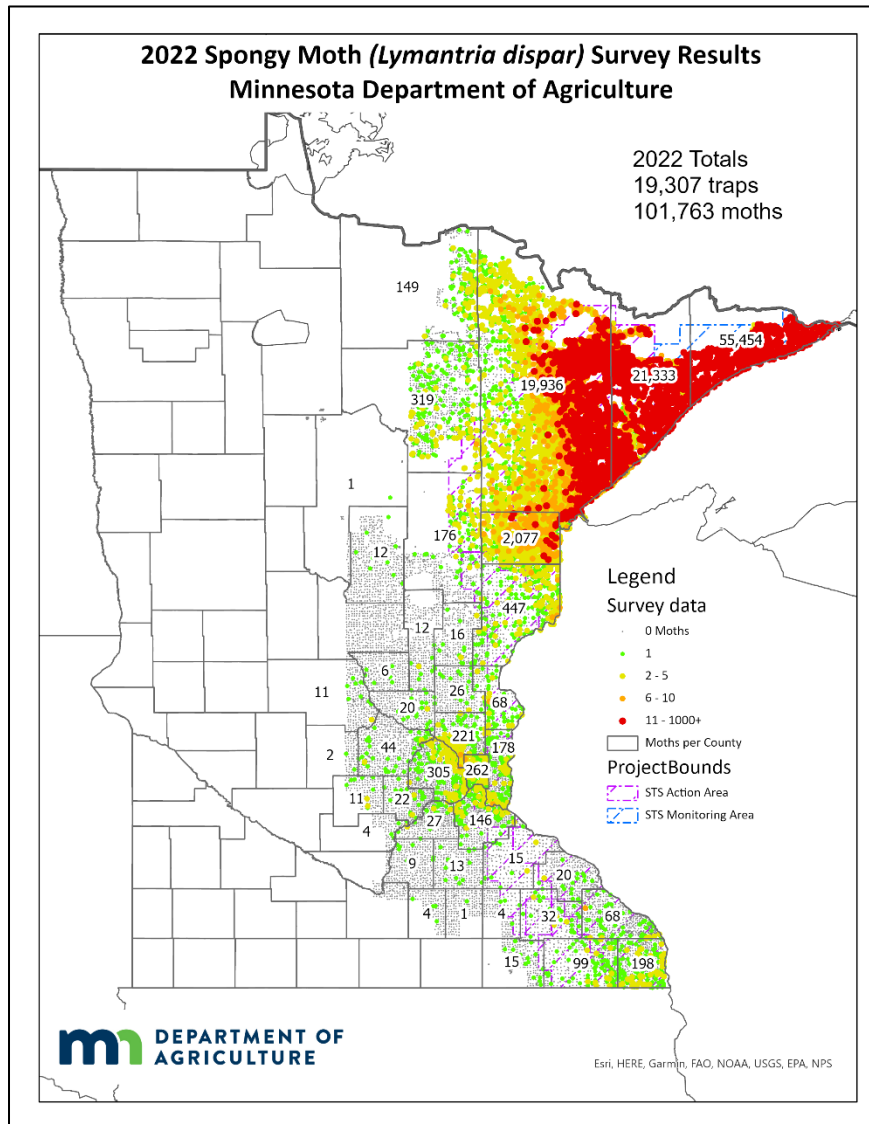 2022 Spongy Moth (Lymantria dispar) Survey Results
Minnesota Department of Agriculture
2022 Totals
19,307 traps
101,763 moths
149
55,454
21,333
19,936
319
1
176
2,077
12
447
12
16
6
11
26
20
68
221
178
44
2
305
262
11
22
27
146
4
15
9
13
20
4
1
4
32
68
15
99
198
Legend
Survey data
0 Moths
1
2 - 5
6 - 10
11 - 1000+
Moths per County
ProjectBounds
STS Action Area
STS Monitoring Area
mn DEPARTMENT OF
AGRICULTURE
Esri, HERE, Garmin, FAO, NOAA, USGS, EPA, NPS